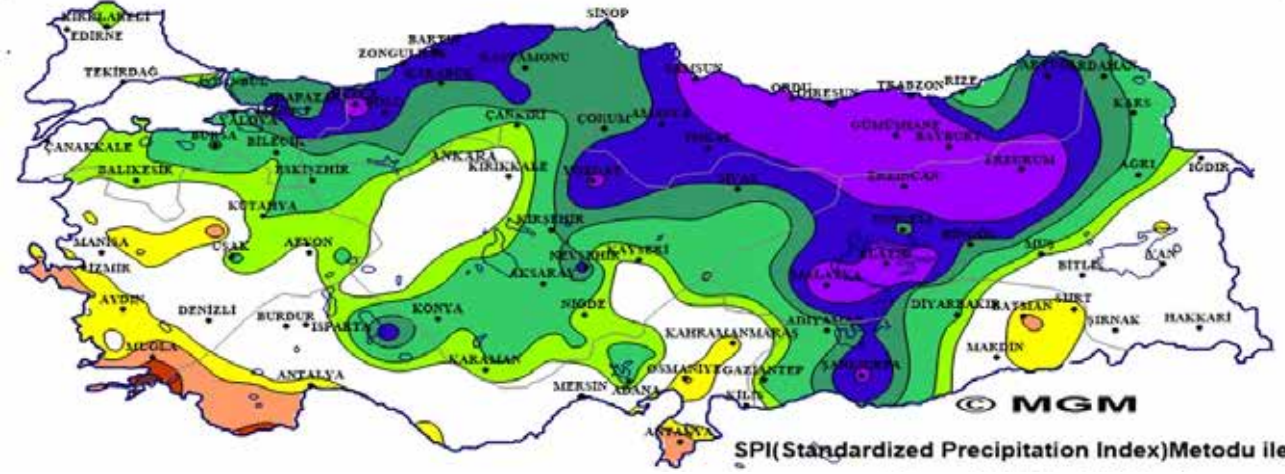 SİNOP
KIRKLARELİ
EDİRNE
BARTIN
ZONGULDAK
KASTAMONU
TEKİRDAĞ
İSTANBUL
KARABÜK
SAMSUN
ORDU
GİRESUN
TRABZON
RİZE
ARTVİN
ARDAHAN
KARS
YALOVA
BOLU
ÇANKIRI
ÇORUM
AMASYA
GÜMÜŞHANE
BAYBURT
ÇANAKKALE
BURSA
BİLECİK
ANKARA
TOKAT
ERZURUM
AĞRI
IĞDIR
BALIKESİR
ESKİŞEHİR
KIRIKKALE
YOZGAT
SİVAS
ERZİNCAN
KÜTAHYA
KIRŞEHİR
TUNCELİ
MANİSA
UŞAK
AFYON
NEVŞEHİR
KAYSERİ
ELAZIĞ
BİNGÖL
MUŞ
BİTLİS
VAN
İZMİR
AKSARAY
MALATYA
AYDIN
DENİZLİ
BURDUR
ISPARTA
KONYA
NİĞDE
ADIYAMAN
DİYARBAKIR
BATMAN
SİİRT
ŞIRNAK
HAKKARİ
KAHRAMANMARAŞ
MUĞLA
KARAMAN
MARDİN
ANTALYA
MERSİN
ADANA
OSMANİYE
GAZİANTEP
ŞANLIURFA
KİLİS
© MGM
ANTAKYA
SPI(Standardized Precipitation Index)Metodu ile